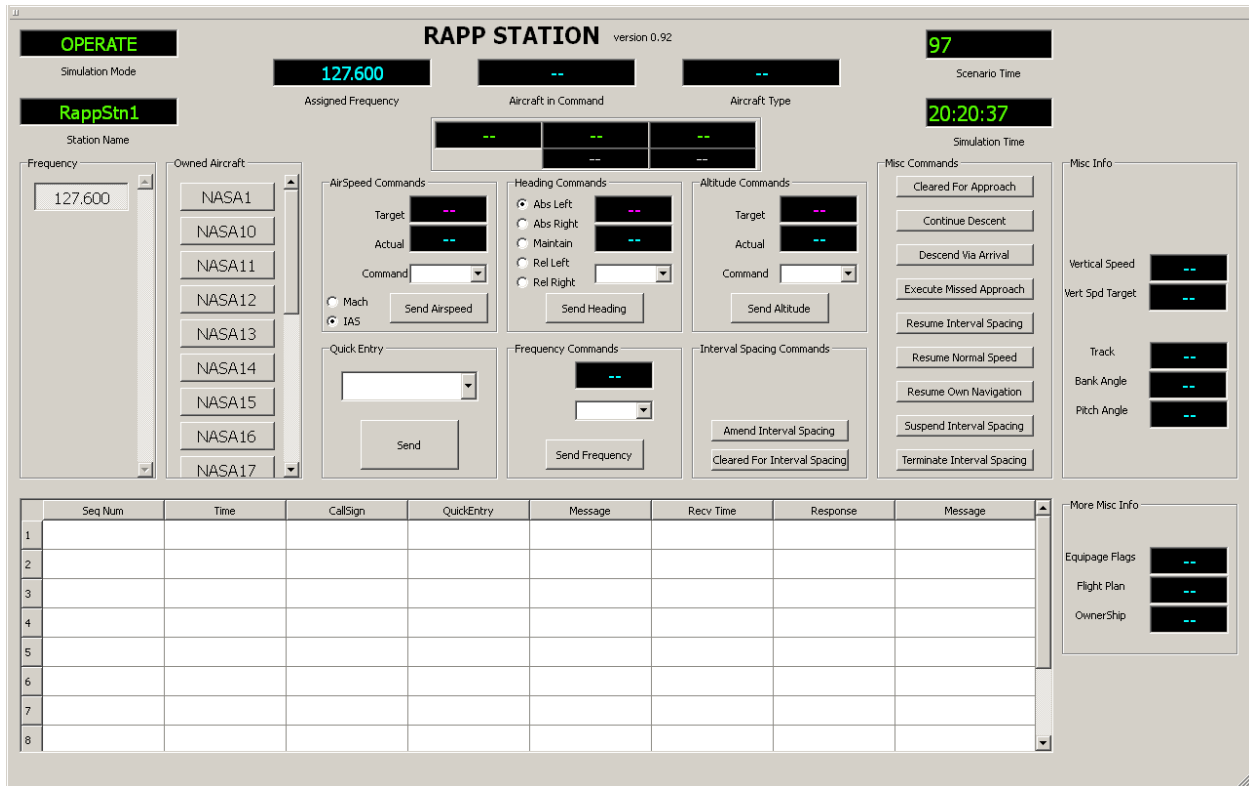 RAPP STATION version 0.92
OPERATE
Simulation Mode
RappStn1
Station Name
127.600
Assigned Frequency
--
Aircraft in Command
--
Aircraft Type
-- -- --
-- --
97
Scenario Time
20:20:37
Simulation Time
Frequency
127.600
Owned Aircraft
NASA1
NASA10
NASA11
NASA12
NASA13
NASA14
NASA15
NASA16
NASA17
AirSpeed Commands
Target --
Actual --
Command
Mach
IAS
Send Airspeed
Heading Commands
Abs Left --
Abs Right
Maintain --
Rel Left
Rel Right
Send Heading
Altitude Commands
Target --
Actual --
Command
Send Altitude
Quick Entry
Send
Frequency Commands
--
Send Frequency
Interval Spacing Commands
Amend Interval Spacing
Cleared For Interval Spacing
Misc Commands
Cleared For Approach
Continue Descent
Descend Via Arrival
Execute Missed Approach
Resume Interval Spacing
Resume Normal Speed
Resume Own Navigation
Suspend Interval Spacing
Terminate Interval Spacing
Misc Info
Vertical Speed --
Vert Spd Target --
Track --
Bank Angle --
Pitch Angle --
Seq Num Time CallSign QuickEntry Message Recv Time Response Message
1
2
3
4
5
6
7
8
More Misc Info
Equipage Flags --
Flight Plan --
OwnerShip --